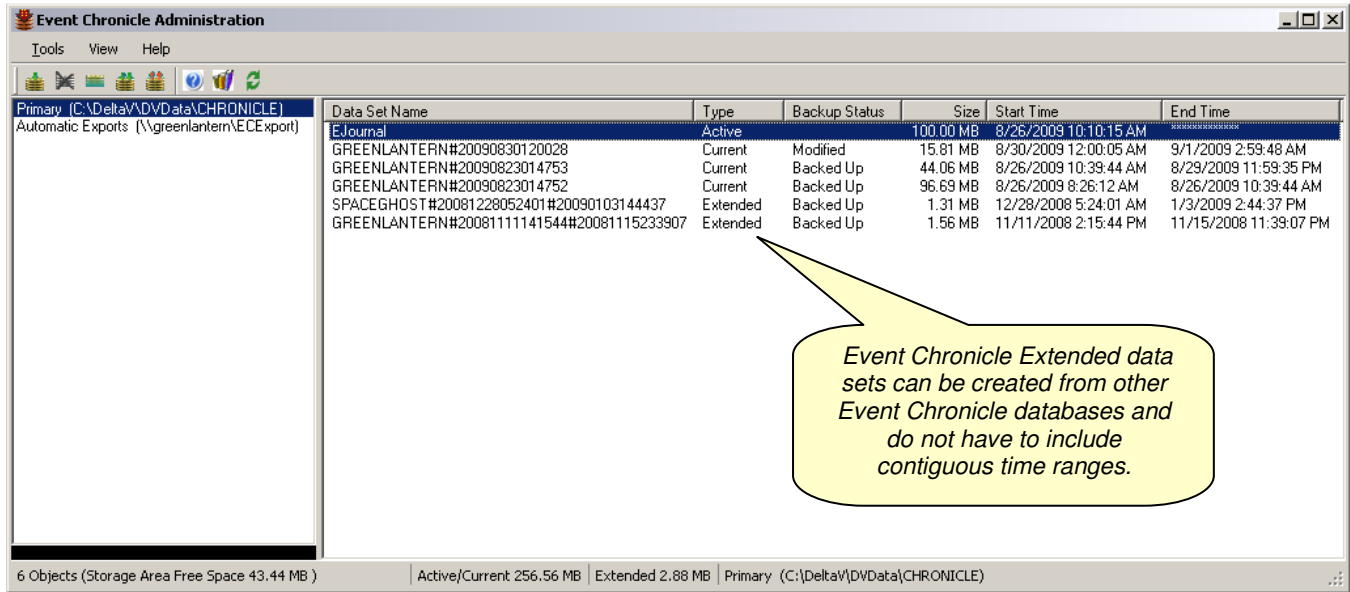 Event Chronicle Administration
Tools View Help
Primary (C:\DeltaV\DVData\CHRONICLE)
Automatic Exports (\\greenlantern\ECExport)
Data Set Name Type Backup Status Size Start Time End Time
EJournal Active 100.00 MB 8/26/2009 10:10:15 AM ************
GREENLANTERN#20090830120028 Current Modified 15.81 MB 8/30/2009 12:00:05 AM 9/1/2009 2:59:48 AM
GREENLANTERN#20090823014753 Current Backed Up 44.06 MB 8/26/2009 10:39:44 AM 8/29/2009 11:59:35 PM
GREENLANTERN#20090823014752 Current Backed Up 96.69 MB 8/26/2009 8:26:12 AM 8/26/2009 10:39:44 AM
SPACEGHOST#20081228052401#20090103144437 Extended Backed Up 1.31 MB 12/28/2008 5:24:01 AM 1/3/2009 2:44:37 PM
GREENLANTERN#20081111141544#20081115233907 Extended Backed Up 1.56 MB 11/11/2008 2:15:44 PM 11/15/2008 11:39:07 PM
Event Chronicle Extended data
sets can be created from other
Event Chronicle databases and
do not have to include
contiguous time ranges.
6 Objects (Storage Area Free Space 43.44 MB ) Active/Current 256.56 MB Extended 2.88 MB Primary (C:\DeltaV\DVData\CHRONICLE)